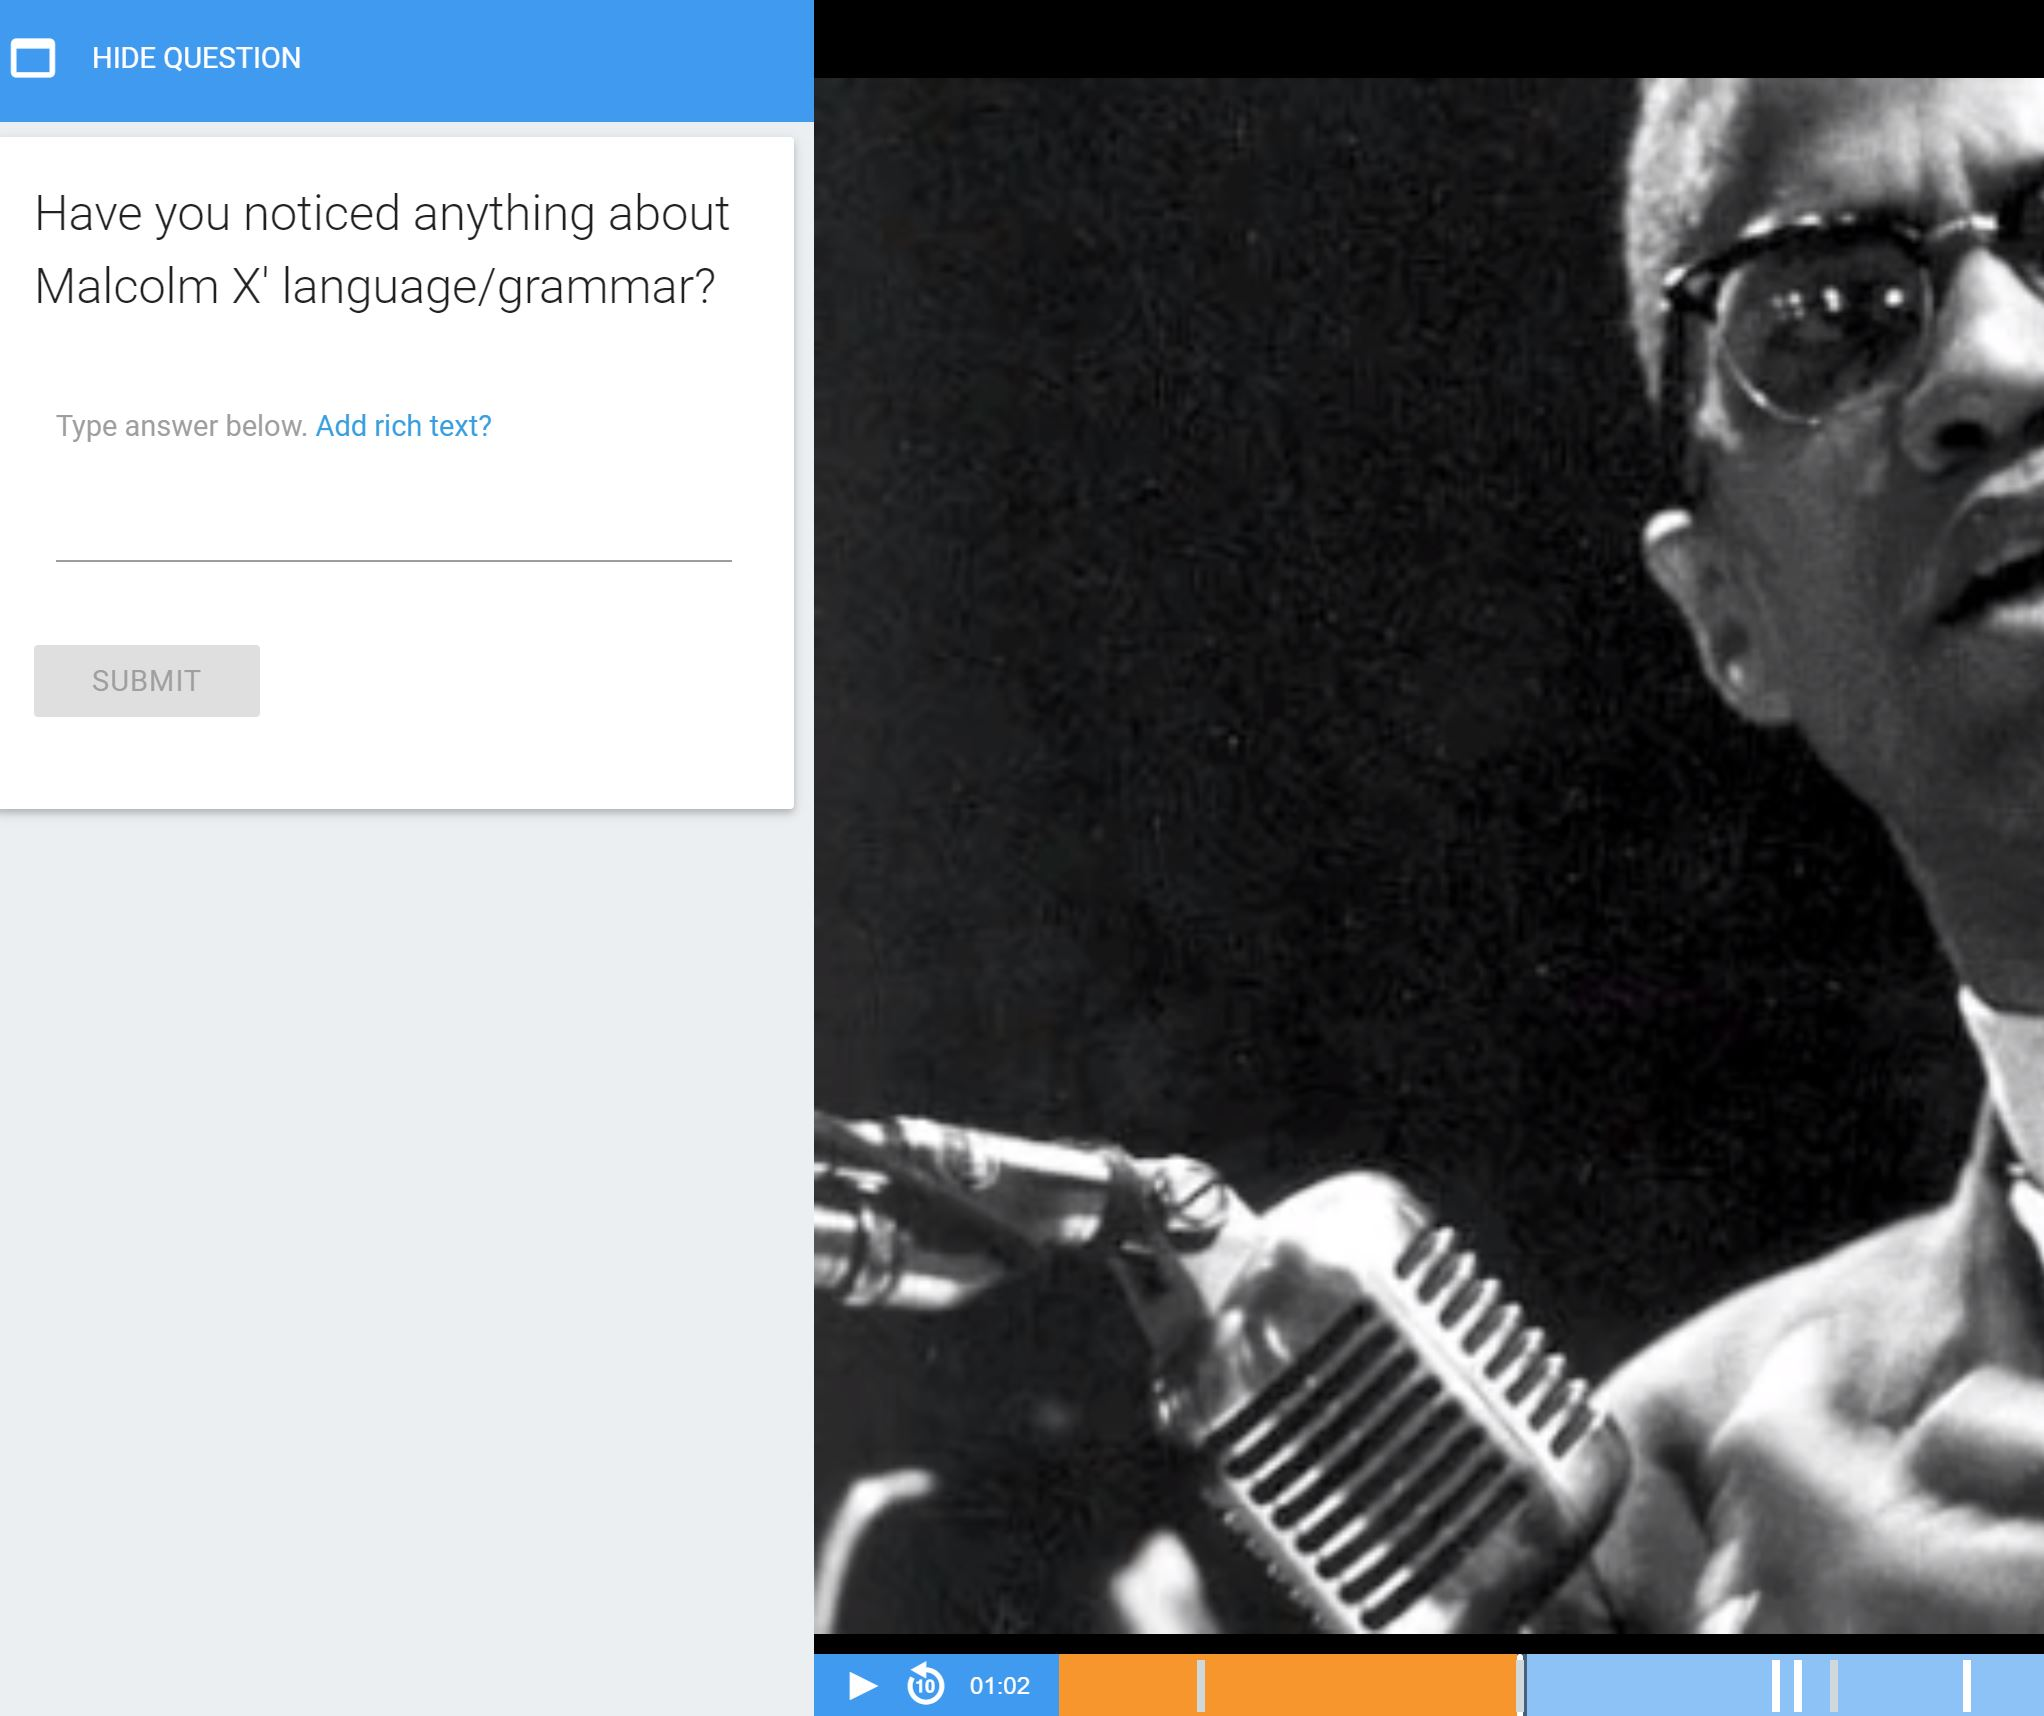 HIDE QUESTION
Have you noticed anything about
Malcolm X' language/grammar?
Type answer below. Add rich text?
SUBMIT
10
01:02